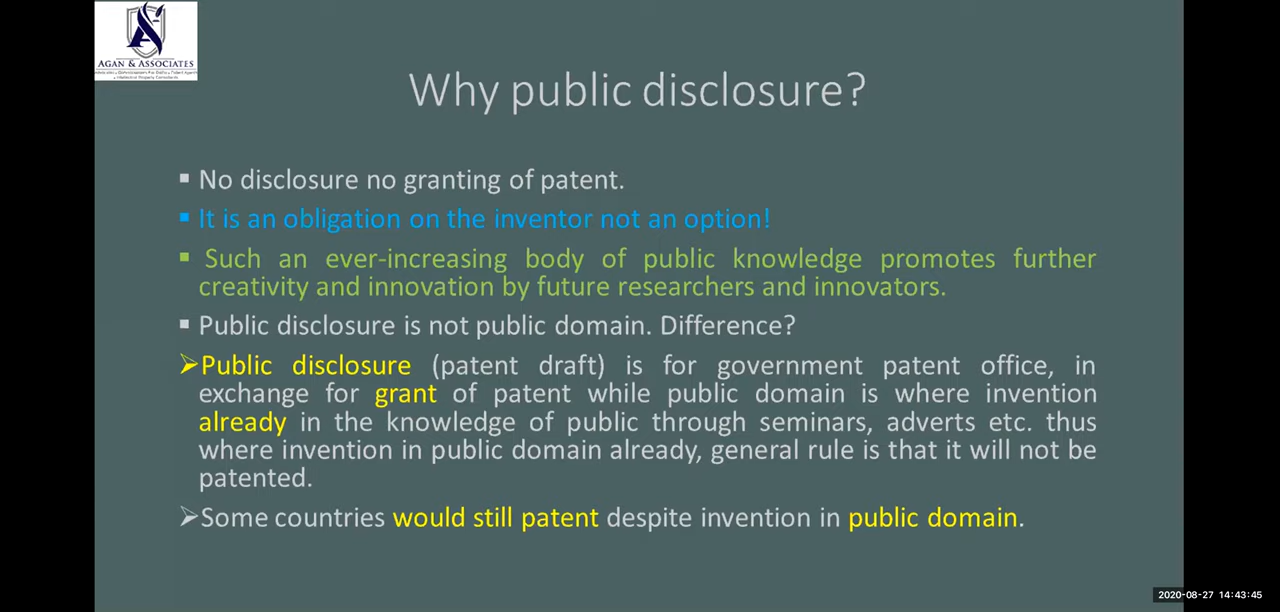 AGAN & ASSOCIATES
Why public disclosure?
▪ No disclosure no granting of patent.
▪ It is an obligation on the inventor not an option!
▪ Such an ever-increasing body of public knowledge promotes further
creativity and innovation by future researchers and innovators.
▪ Public disclosure is not public domain. Difference?
➢Public disclosure (patent draft) is for government patent office, in
exchange for grant of patent while public domain is where invention
already in the knowledge of public through seminars, adverts etc. thus
where invention in public domain already, general rule is that it will not be
patented.
➢Some countries would still patent despite invention in public domain.
2020-08-27 14:43:45